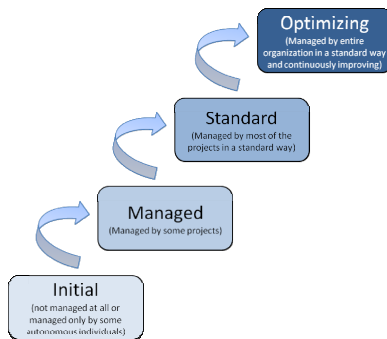 Optimizing
(Managed by entire
organization in a standard way
and continuously improving)
Standard
(Managed by most of the
projects in a standard way)
Managed
(Managed by some projects)
Initial
(not managed at all or
managed only by some
autonomous individuals)